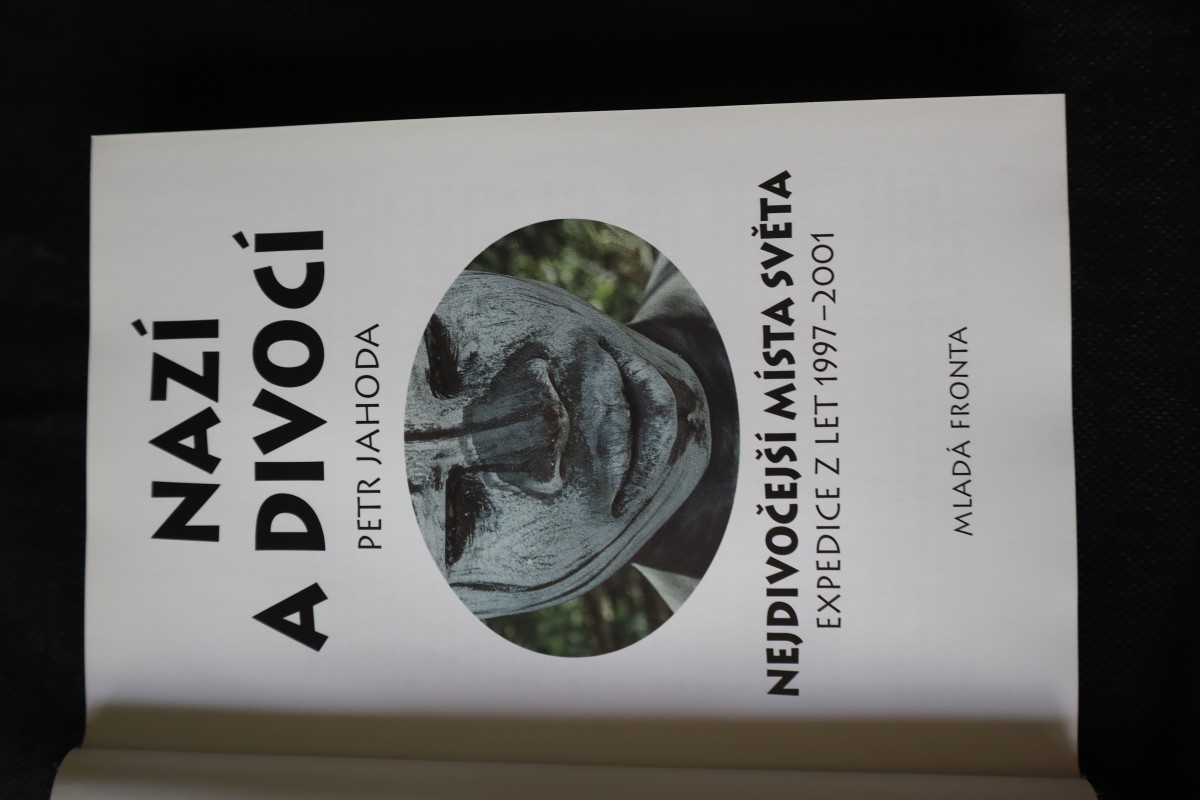 NAZÍ
A DIVOCÍ
PETR JAHODA
NEJDIVOČEJŠÍ MÍSTA SVĚTA
EXPEDICE Z LET 1997–2001
MLADÁ FRONTA